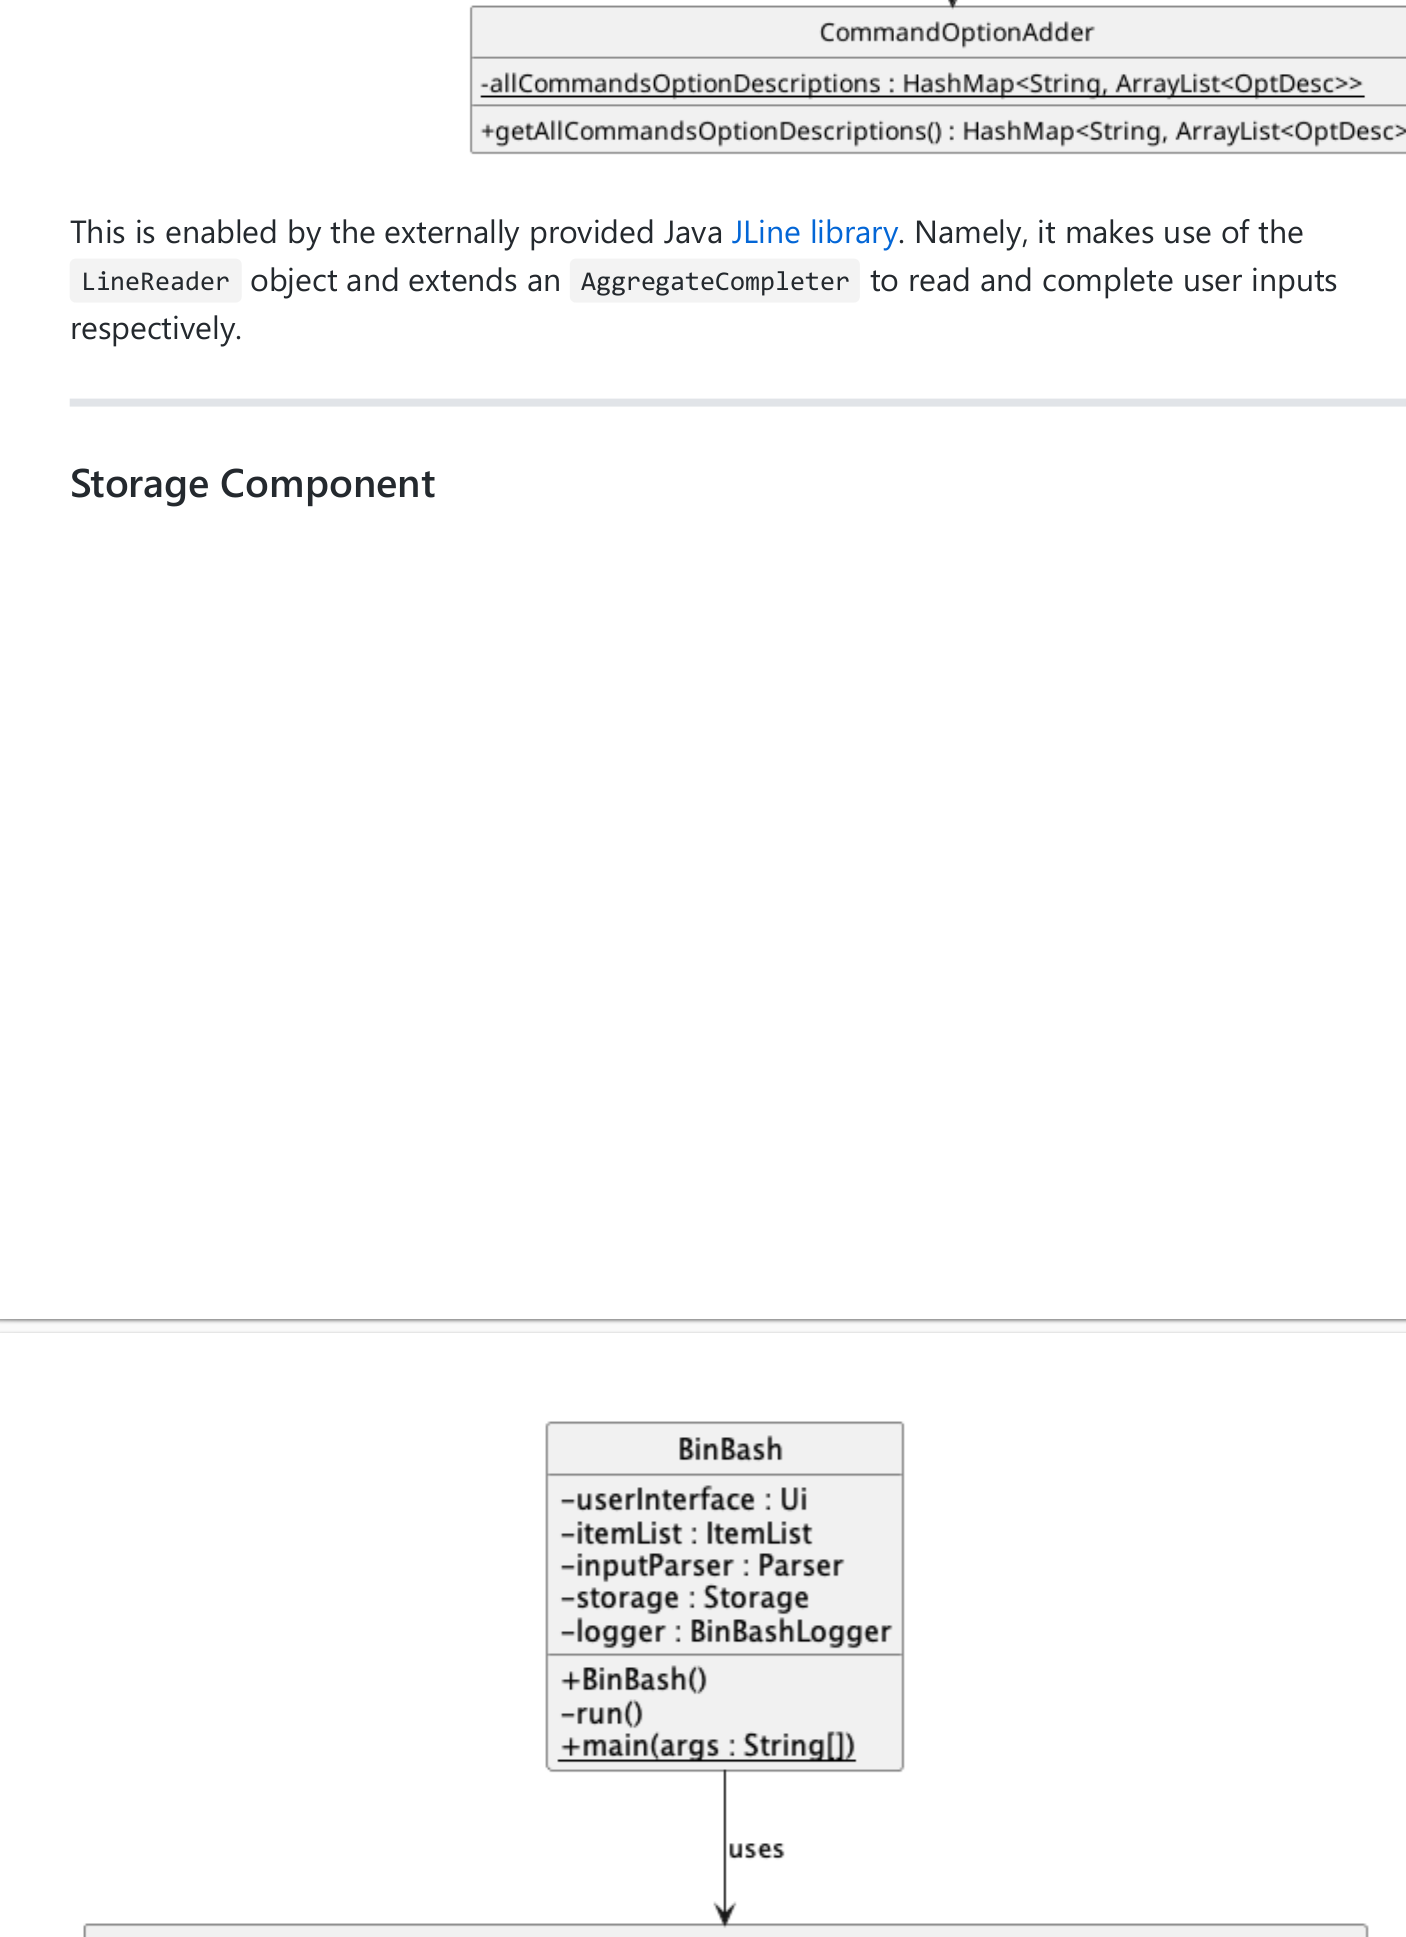 CommandOptionAdder
-allCommandsOptionDescriptions : HashMap<String, ArrayList<OptDesc>>
+getAllCommandsOptionDescriptions() : HashMap<String, ArrayList<OptDesc>
This is enabled by the externally provided Java JLine library. Namely, it makes use of the
LineReader object and extends an AggregateCompleter to read and complete user inputs
respectively.
Storage Component
BinBash
-userInterface : Ui
-itemList : ItemList
-inputParser : Parser
-storage : Storage
-logger : BinBashLogger
+BinBash()
-run()
+main(args : String[])
uses